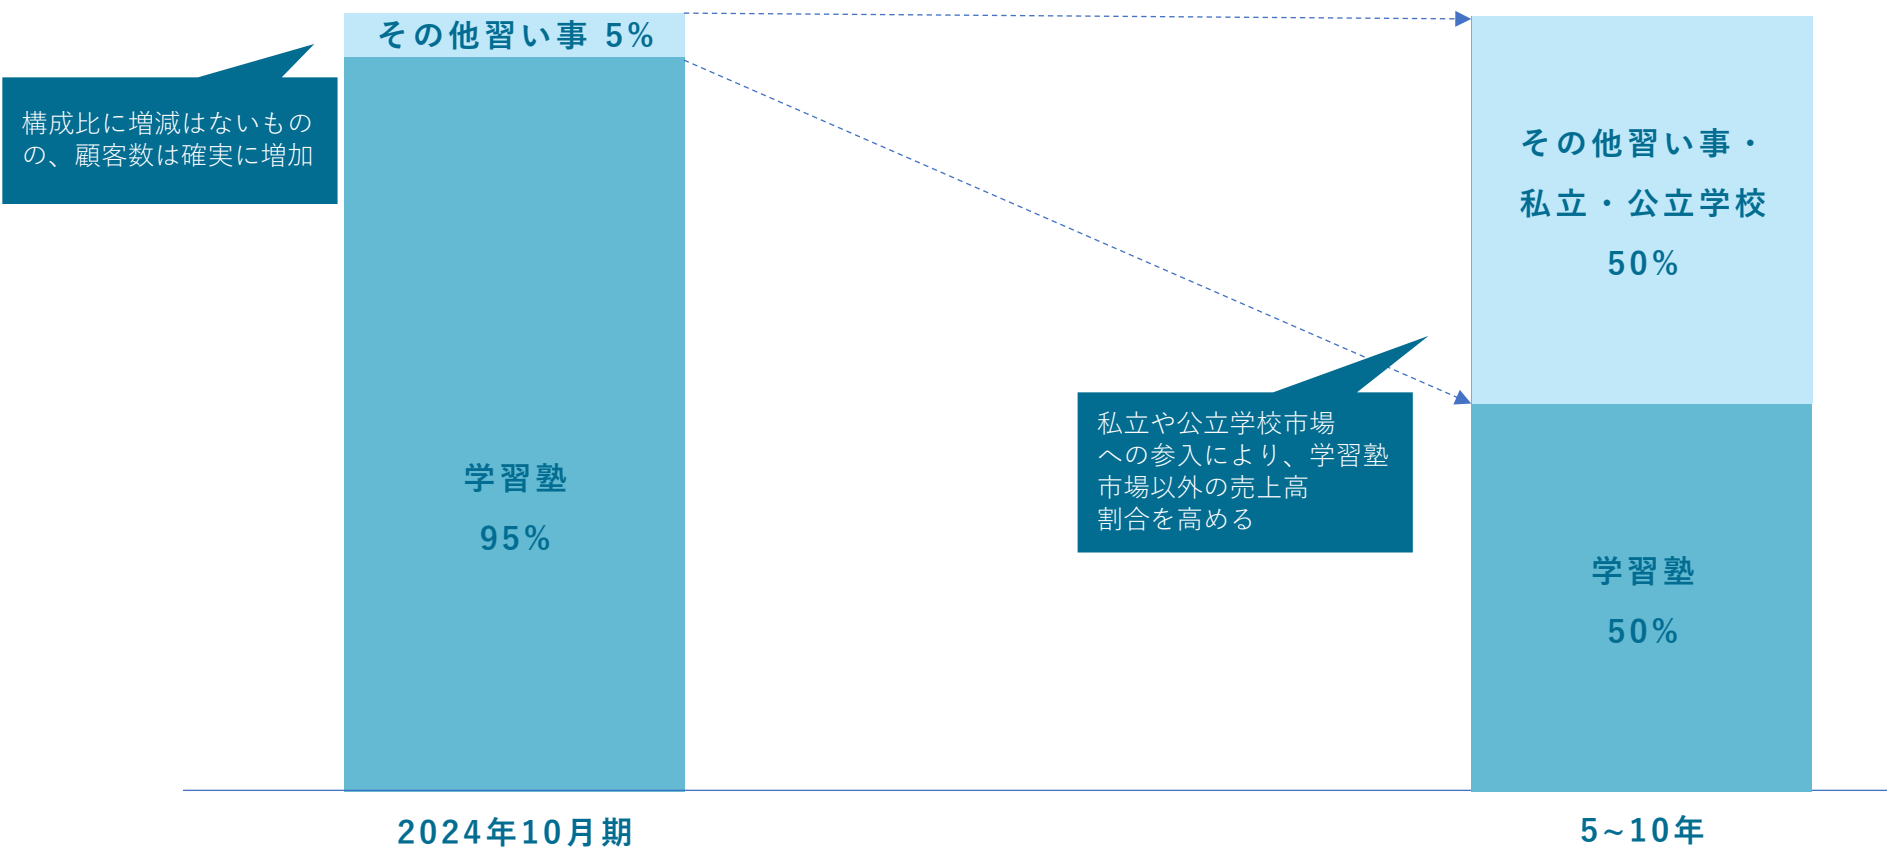 その他習い事 5%
構成比に増減はないもの
の、顧客数は確実に増加
学習塾
95%
2024年10月期
その他習い事・
私立・公立学校
50%
私立や公立学校市場
への参入により、学習塾
市場以外の売上高
割合を高める
学習塾
50%
5~10年